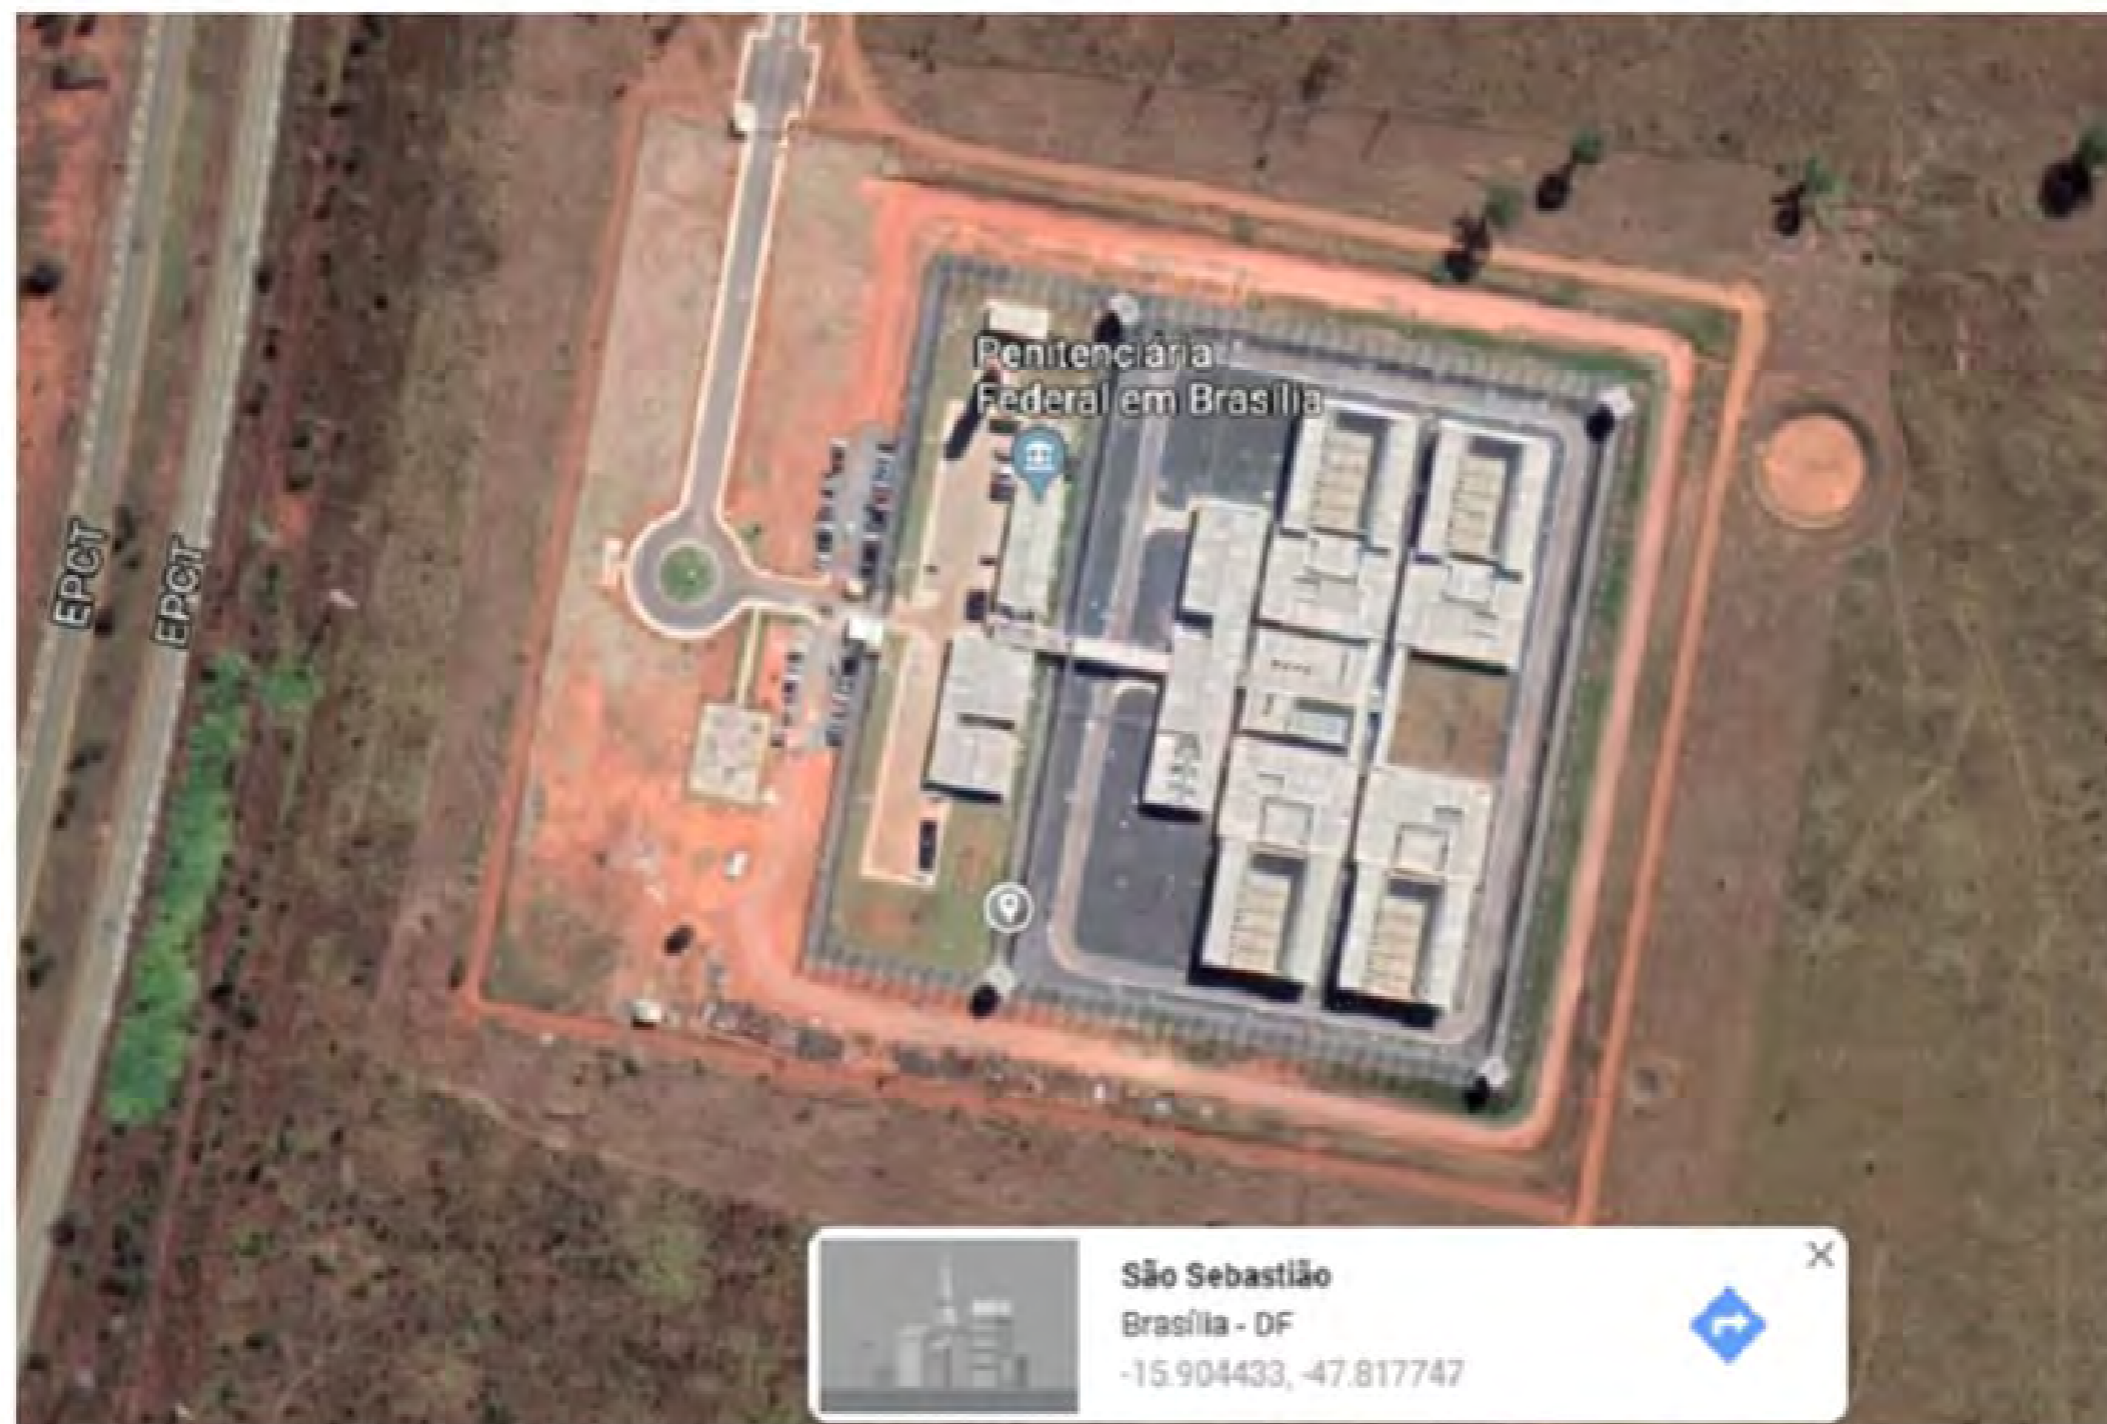 Penitenciária
Federal em Brasília
EPCT
EPCT
São Sebastião
Brasília - DF
-15.904433, -47.817747